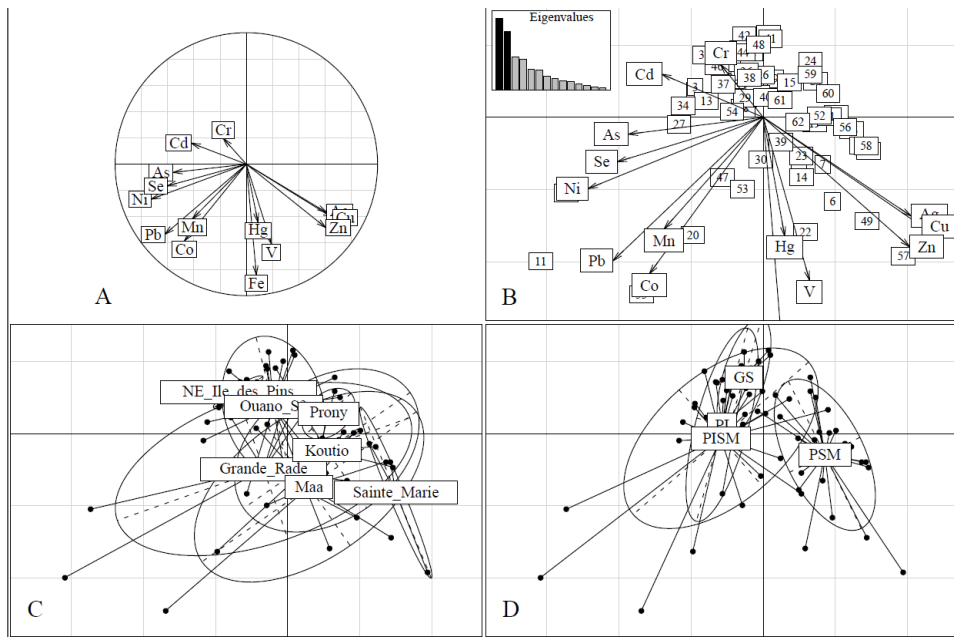 Cr
Cd
As
Se
Ni
Mn
Hg
Cu
Pb
Zn
Co
V
Fe
A
Eigenvalues
42
48
Cr
24
Cd
38
59
37
15
60
13
61
34
54
52
62
27
56
As
39
58
Se
30
23
7
47
14
Ni
53
6
Ag
49
Cu
20
22
Mn
Hg
Zn
57
11
Pb
Co
V
B
NE_Ile_des_Pins
Prony
Koutio
Grande_Rade
Maa
Sainte_Marie
C
GS
PI
PISM
PSM
D